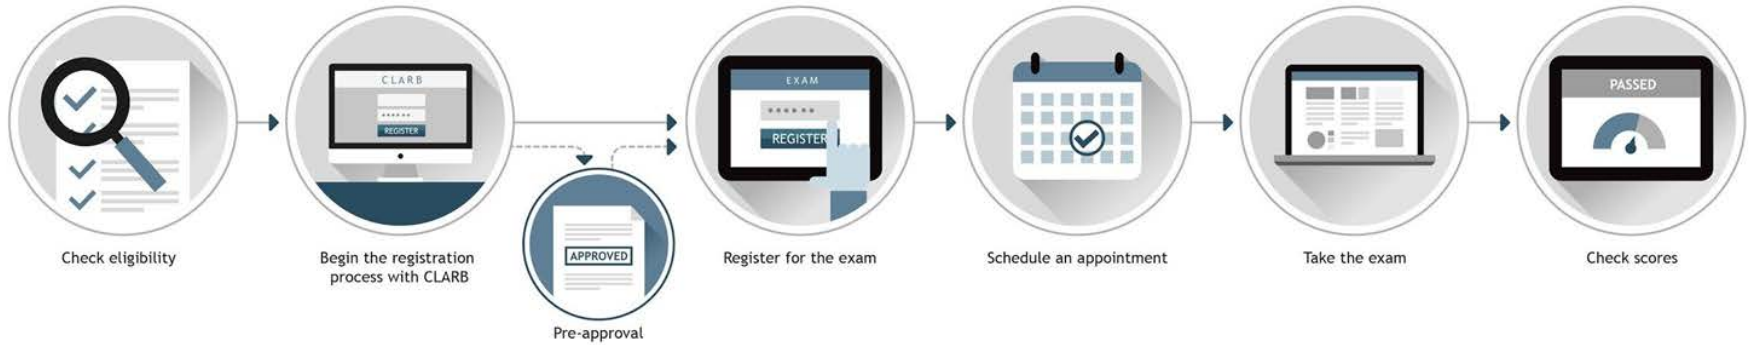 CLARB
REGISTER
EXAM
REGISTER
PASSED
APPROVED
Check eligibility
Begin the registration
process with CLARB
Register for the exam
Schedule an appointment
Take the exam
Check scores
Pre-approval